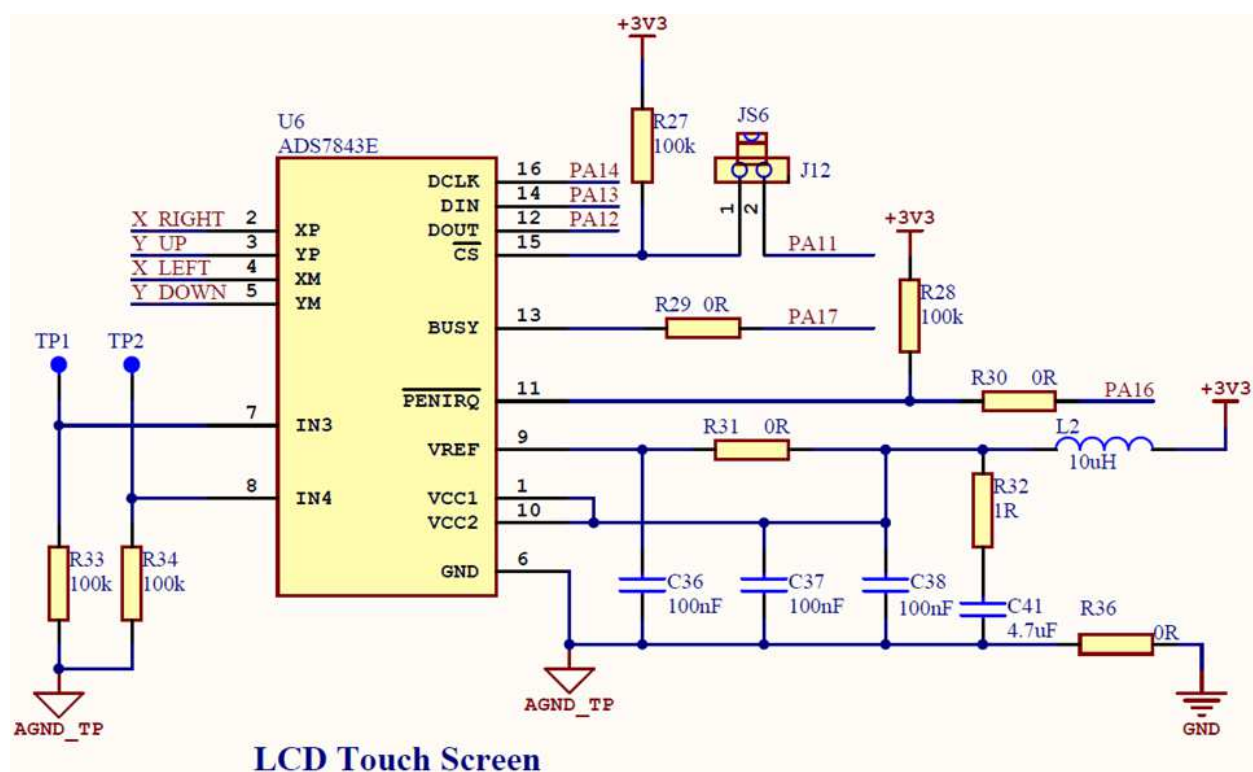 +3V3
U6
ADS7843E
R27
100k
JS6
J12
DCLK 16 PA14
DIN 14 PA13
DOUT 12 PA12
CS 15
1
2
PA11
+3V3
X_RIGHT 2 XP
Y_UP 3 YP
X_LEFT 4 XM
Y_DOWN 5 YM
R28
100k
BUSY 13 R29 0R PA17
TP1
TP2
PENIRQ 11 R30 0R PA16
+3V3
7 IN3
VREF 9 R31 0R
L2
10uH
8 IN4
VCC1 1
VCC2 10
R32
1R
GND 6
R33
100k
R34
100k
C36
100nF
C37
100nF
C38
100nF
C41
4.7uF
R36
0R
AGND_TP
AGND_TP
GND
LCD Touch Screen